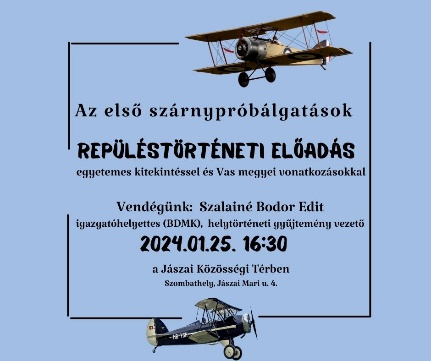 Az első szárnypróbálgatások
REPÜLÉSTÖRTÉNETI ELŐADÁS
egyetemes kitekintéssel és Vas megyei vonatkozásokkal
Vendégünk: Szalainé Bodor Edit
igazgatóhelyettes (BDMK), helytörténeti gyűjtemény vezető
2024.01.25. 16:30
a Jászai Közösségi Térben
Szombathely, Jászai Mari u. 4.